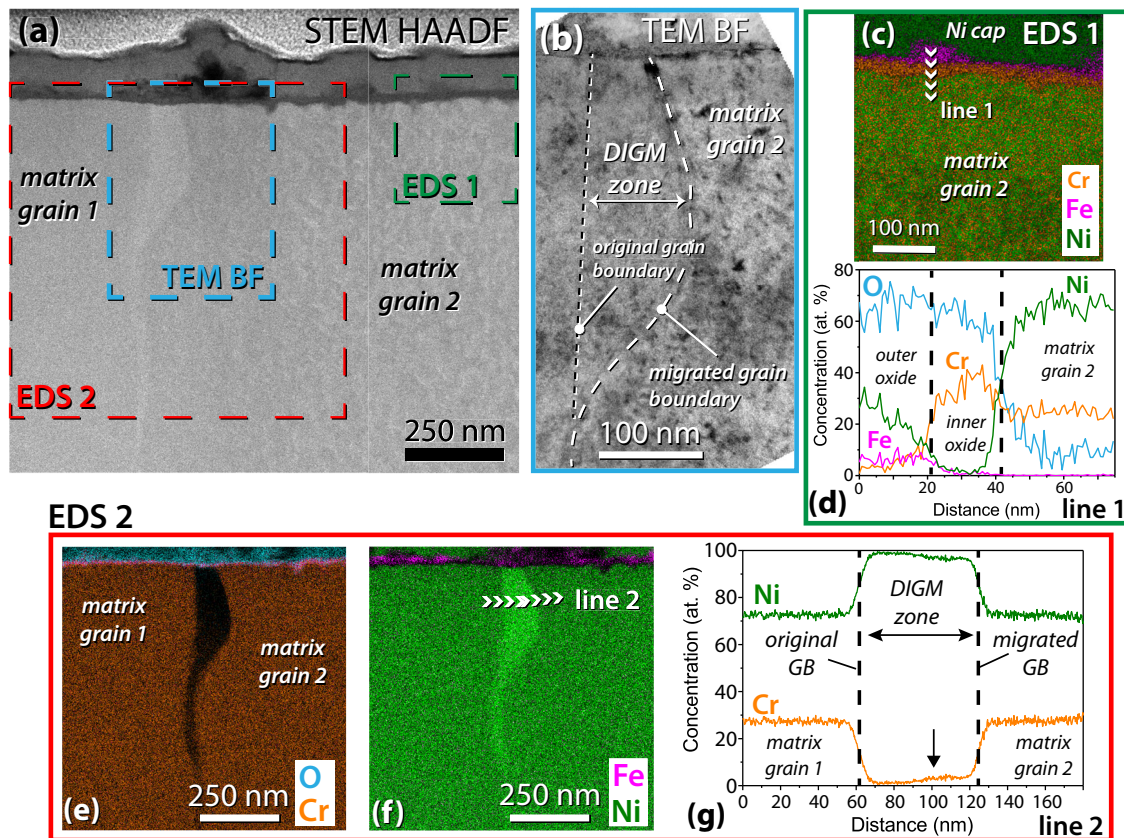 (a)
STEM HAADF
matrix
grain 1
EDS 1
TEM BF
matrix
grain 2
EDS 2
250 nm
(b)
TEM BF
matrix
grain 2
DIGM
zone
original grain
boundary
migrated grain
boundary
100 nm
(c)
Ni cap
EDS 1
line 1
matrix
grain 2
Cr
Fe
Ni
100 nm
Concentration (at. %)
80
60
40
20
0
O
Ni
outer
oxide
Cr
matrix
grain 2
inner
oxide
Fe
0 20 40 60
(d)
Distance (nm)
line 1
EDS 2
matrix
grain 1
matrix
grain 2
(e)
250 nm
O
Cr
line 2
(f)
250 nm
Fe
Ni
Concentration (at. %)
100
80
60
40
20
0
Ni
DIGM
zone
original
GB
migrated
GB
Cr
matrix
grain 1
matrix
grain 2
0 20 40 60 80 100 120 140 160
(g)
Distance (nm)
line 2